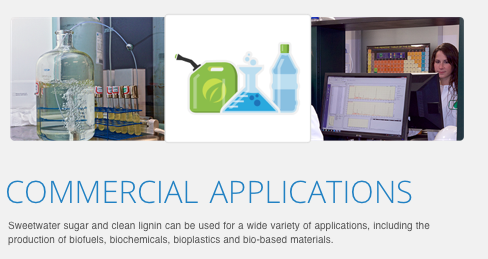 COMMERCIAL APPLICATIONS
Sweetwater sugar and clean lignin can be used for a wide variety of applications, including the
production of biofuels, biochemicals, bioplastics and bio-based materials.